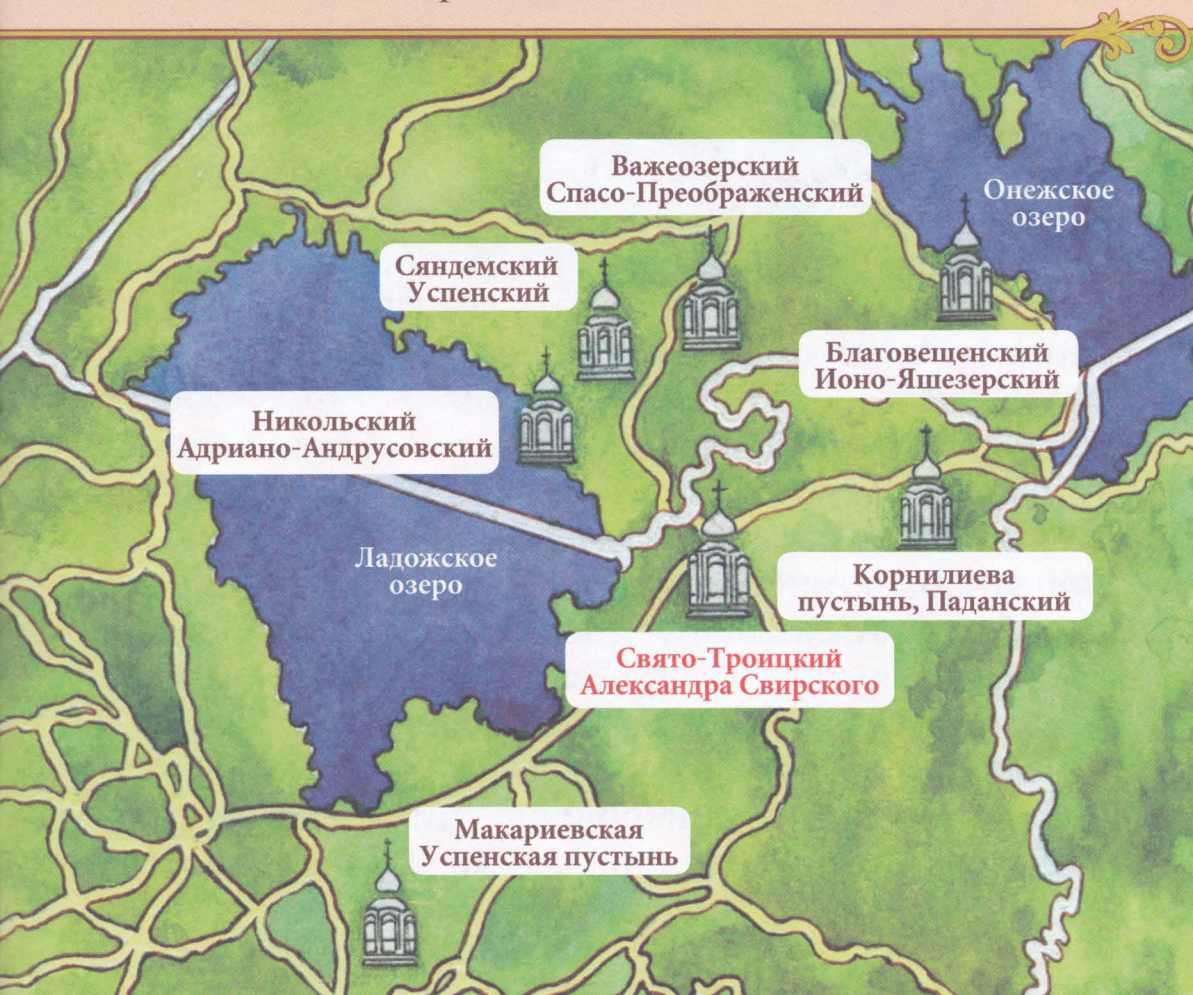 Важеозерский
Спасо-Преображенский
Онежское
озеро
Сяндемский
Успенский
Благовещенский
Ионо-Яшезерский
Никольский
Адриано-Андрусовский
Ладожское
озеро
Корнилиева
пустынь, Паданский
Свято-Троицкий
Александра Свирского
Макариевская
Успенская пустынь